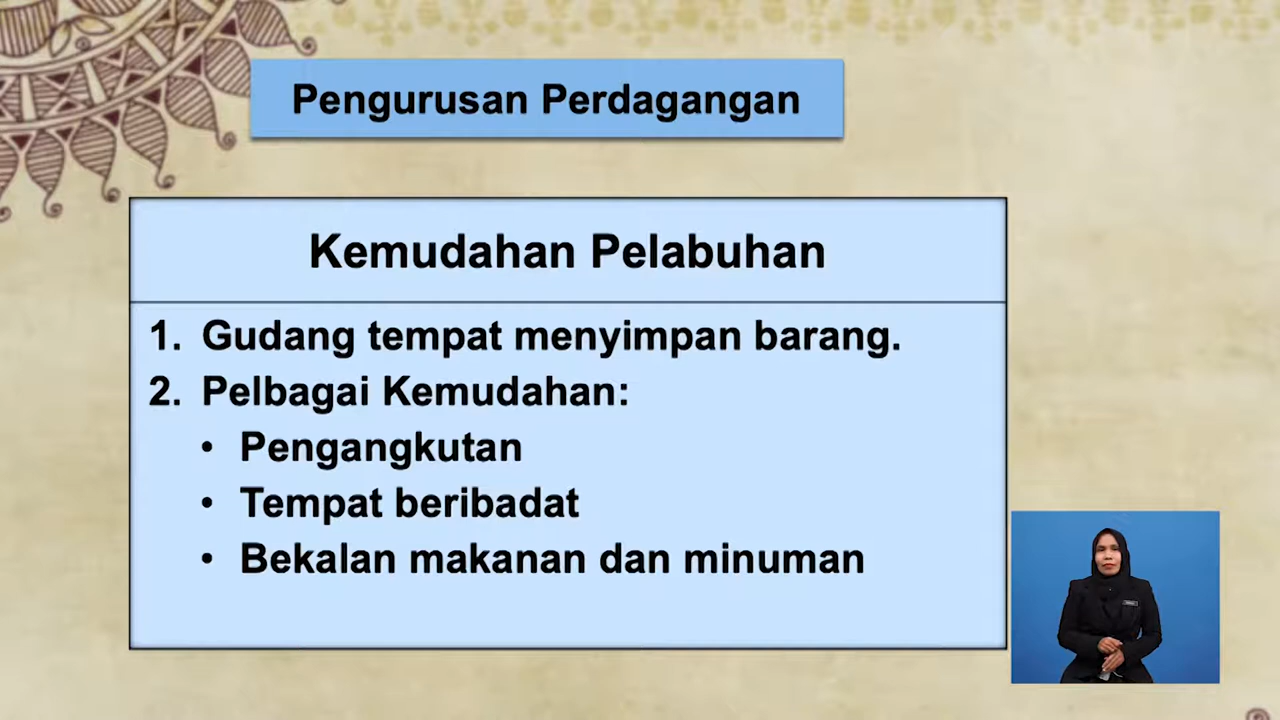 Pengurusan Perdagangan
Kemudahan Pelabuhan
1. Gudang tempat menyimpan barang.
2. Pelbagai Kemudahan:
• Pengangkutan
• Tempat beribadat
• Bekalan makanan dan minuman